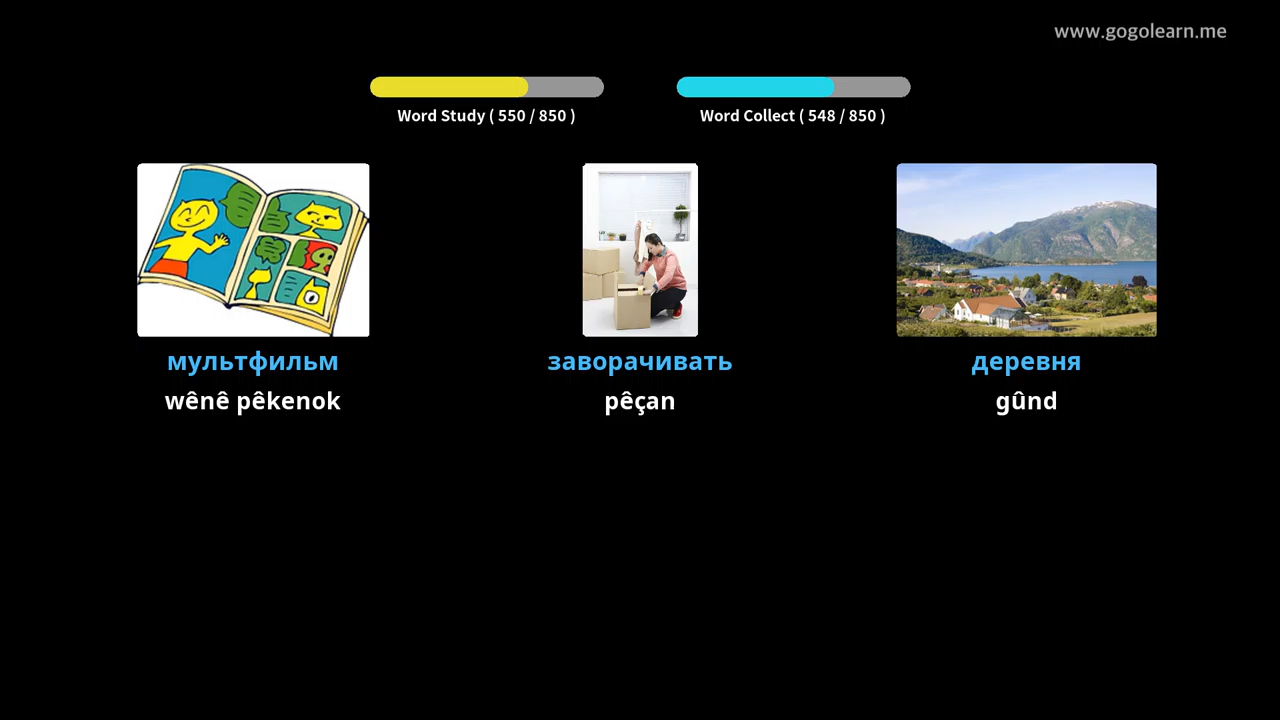 www.gogolearn.me
Word Study ( 550 / 850 )
Word Collect ( 548 / 850 )
мультфильм
заворачивать
деревня
wênê pêkenok
pêçan
gûnd